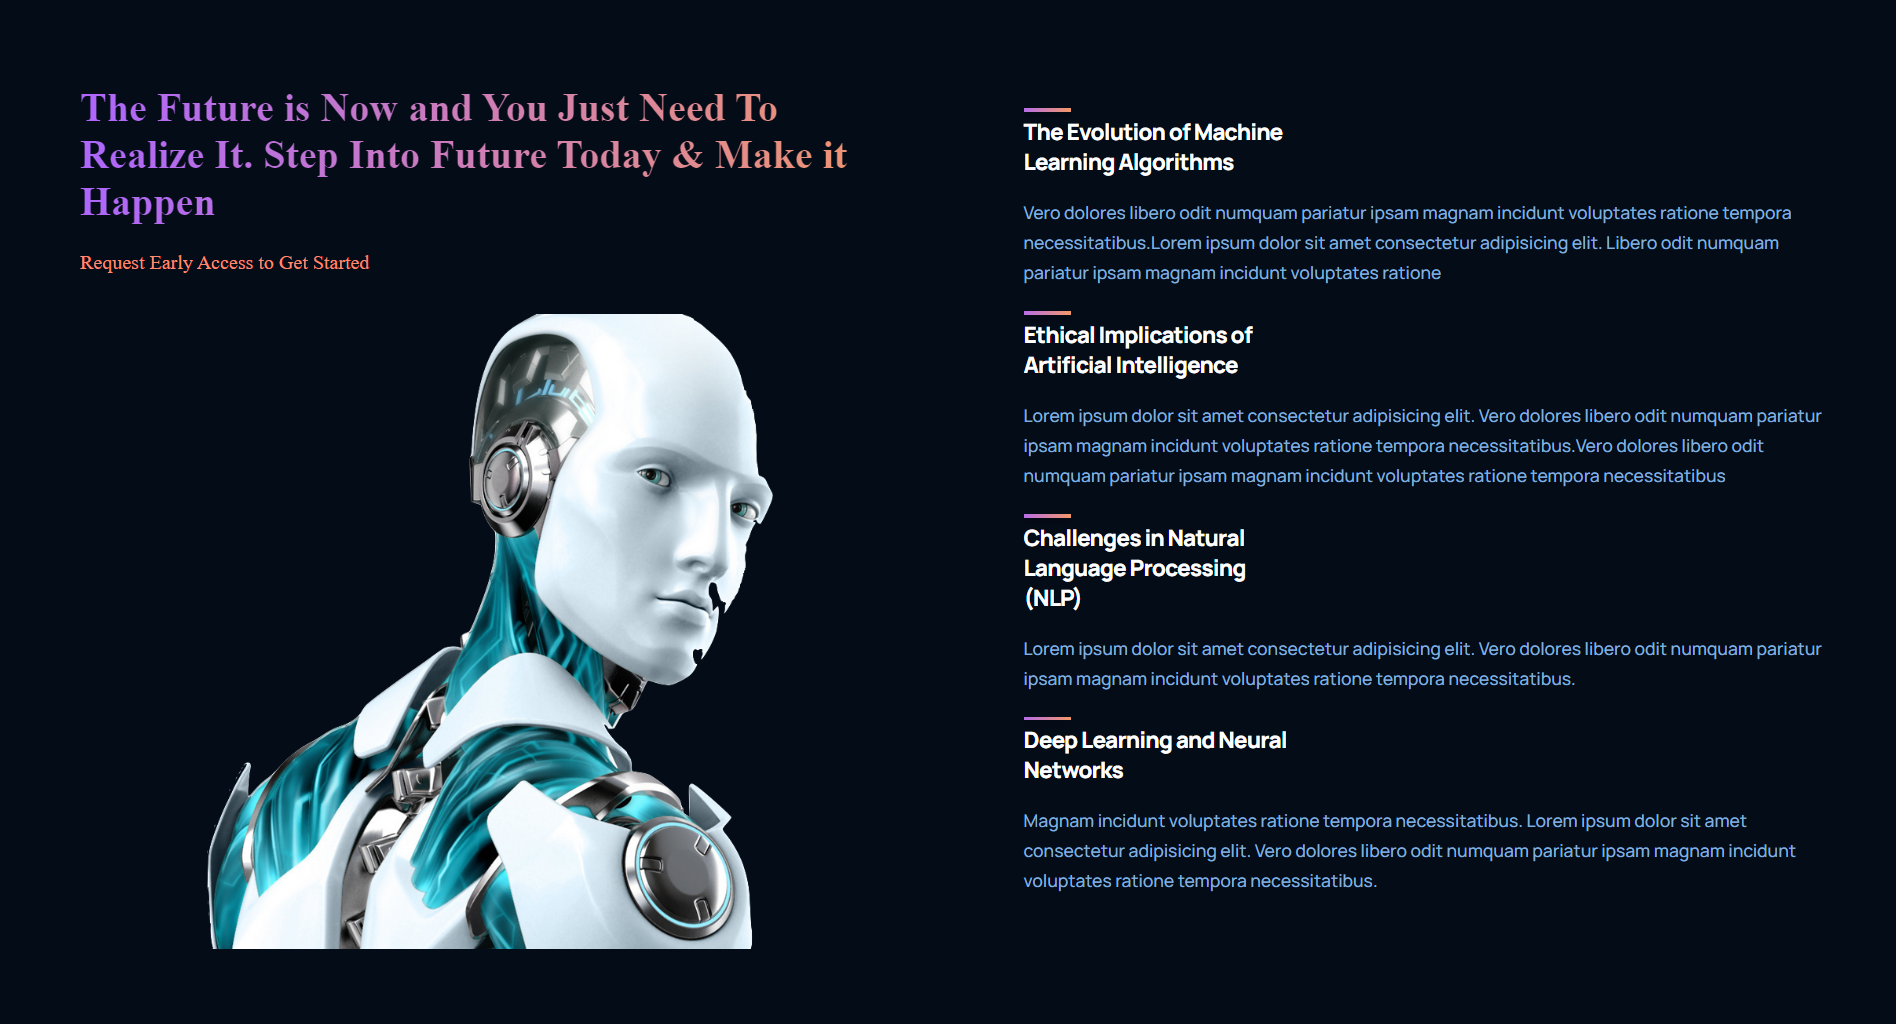 The Future is Now and You Just Need To
Realize It. Step Into Future Today & Make it
Happen
Request Early Access to Get Started
The Evolution of Machine
Learning Algorithms
Vero dolores libero odit numquam pariatur ipsam magnam incidunt voluptates ratione tempora
necessitatibus.Lorem ipsum dolor sit amet consectetur adipisicing elit. Libero odit numquam
pariatur ipsam magnam incidunt voluptates ratione
Ethical Implications of
Artificial Intelligence
Lorem ipsum dolor sit amet consectetur adipisicing elit. Vero dolores libero odit numquam pariatur
ipsam magnam incidunt voluptates ratione tempora necessitatibus.Vero dolores libero odit
numquam pariatur ipsam magnam incidunt voluptates ratione tempora necessitatibus
Challenges in Natural
Language Processing
(NLP)
Lorem ipsum dolor sit amet consectetur adipisicing elit. Vero dolores libero odit numquam pariatur
ipsam magnam incidunt voluptates ratione tempora necessitatibus.
Deep Learning and Neural
Networks
Magnam incidunt voluptates ratione tempora necessitatibus. Lorem ipsum dolor sit amet
consectetur adipisicing elit. Vero dolores libero odit numquam pariatur ipsam magnam incidunt
voluptates ratione tempora necessitatibus.